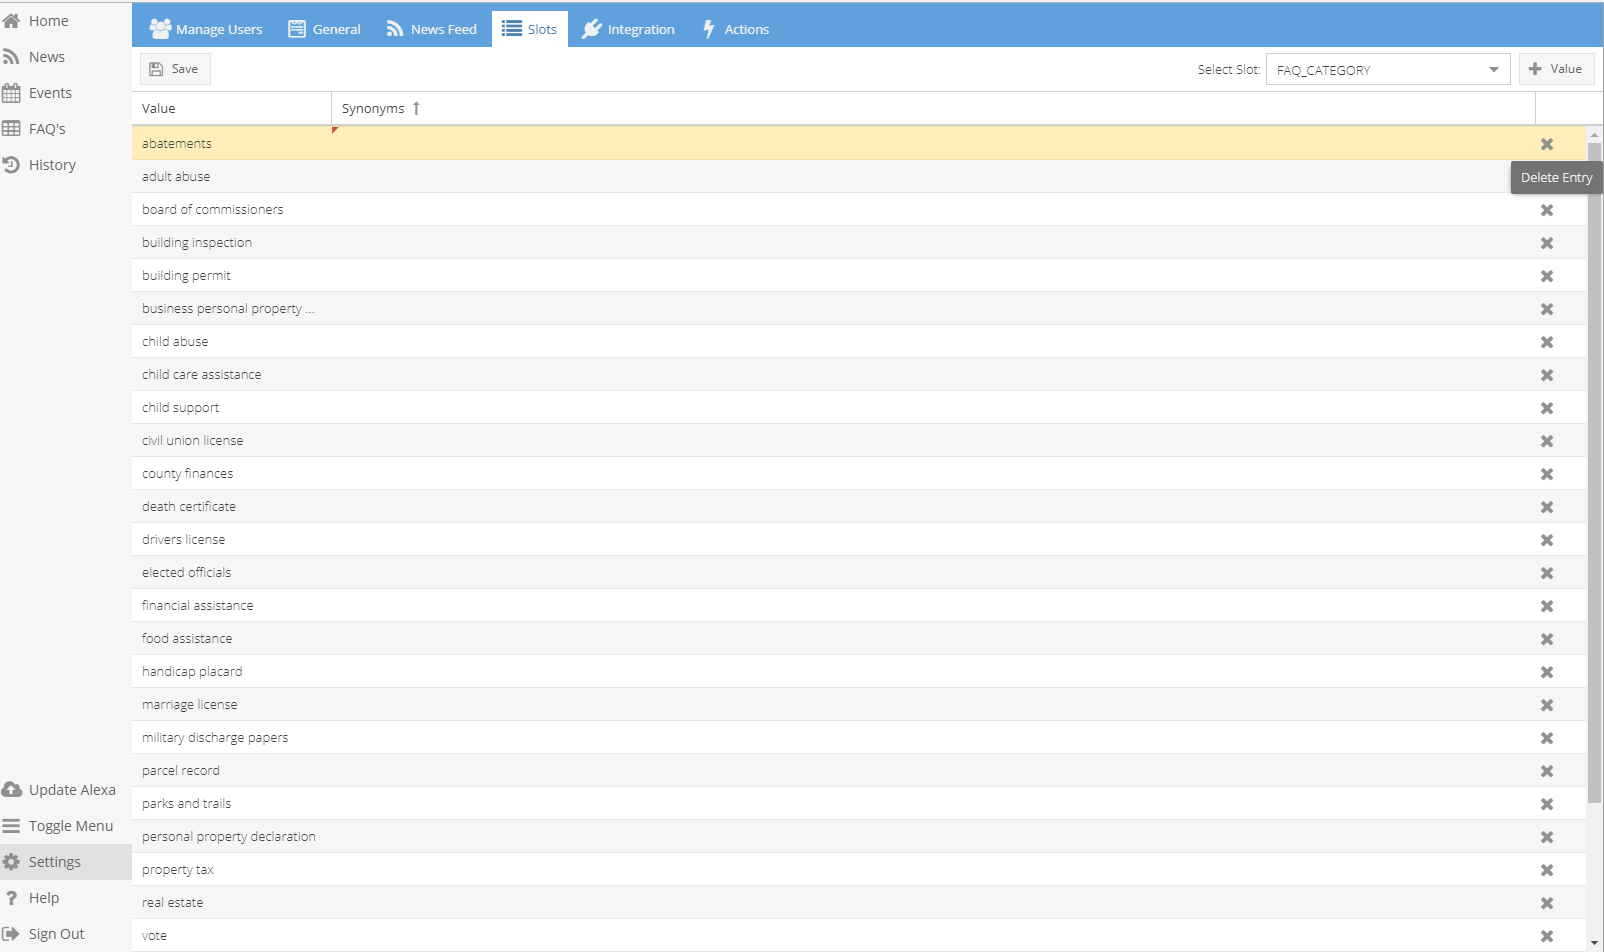 Home
News
Events
FAQ's
History
Update Alexa
Toggle Menu
Settings
Help
Sign Out
Manage Users General News Feed Slots Integration Actions
Save Select Slot: FAQ_CATEGORY Value
Value Synonyms
abatements
adult abuse
Delete Entry
board of commissioners
building inspection
building permit
business personal property ...
child abuse
child care assistance
child support
civil union license
county finances
death certificate
drivers license
elected officials
financial assistance
food assistance
handicap placard
marriage license
military discharge papers
parcel record
parks and trails
personal property declaration
property tax
real estate
vote